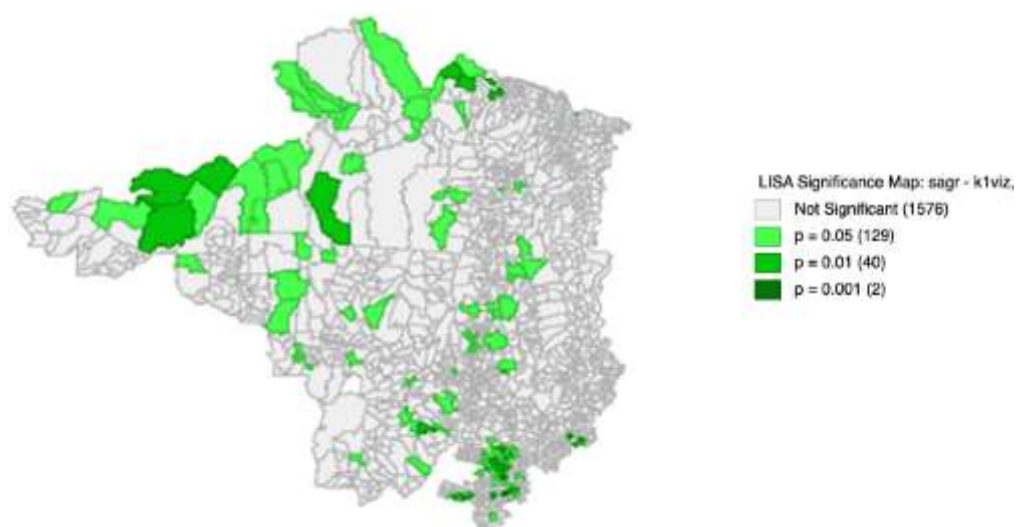 LISA Significance Map: sagr - k1viz,
Not Significant (1576)
p = 0.05 (129)
p = 0.01 (40)
p = 0.001 (2)